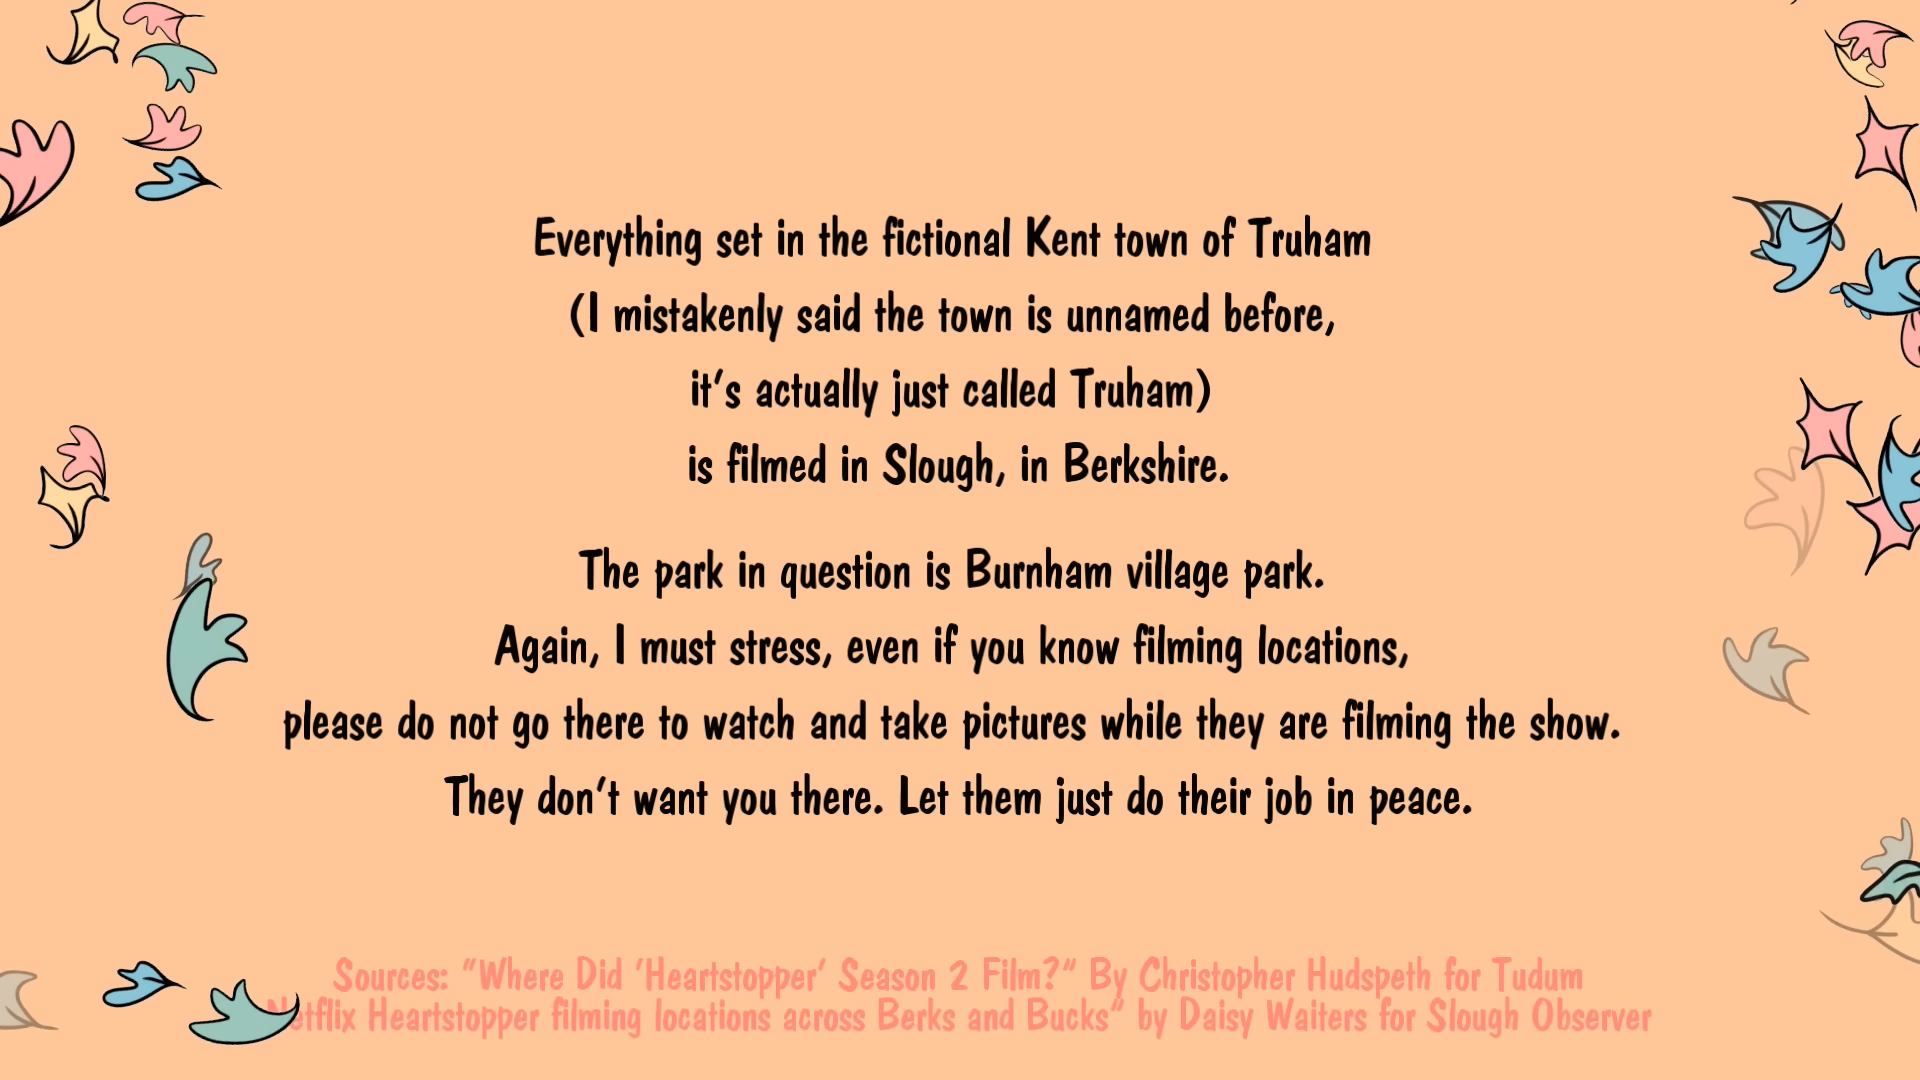 Everything set in the fictional Kent town of Truham
(I mistakenly said the town is unnamed before,
it's actually just called Truham)
is filmed in Slough, in Berkshire.
The park in question is Burnham village park.
Again, I must stress, even if you know filming locations,
please do not go there to watch and take pictures while they are filming the show.
They don't want you there. Let them just do their job in peace.
Sources: "Where Did 'Heartstopper' Season 2 Film?" By Christopher Hudspeth for Tudum
Netflix Heartstopper filming locations across Berks and Bucks" by Daisy Waiters for Slough Observer